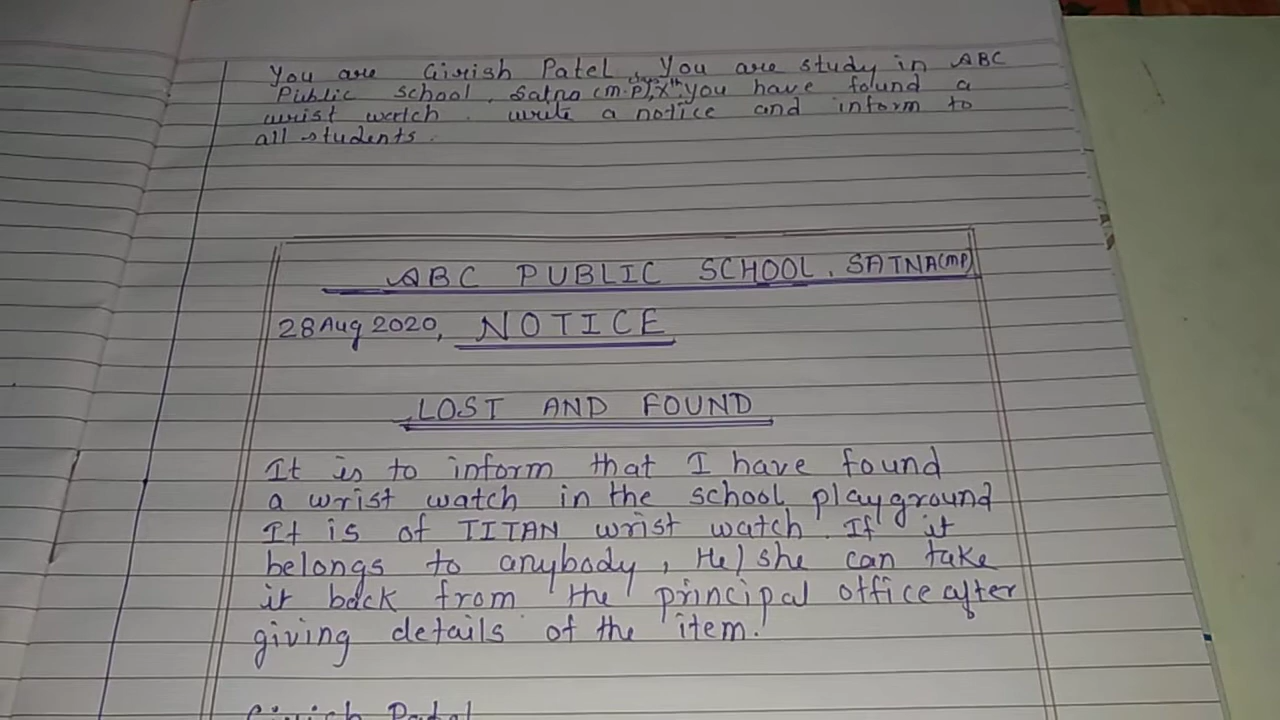 You are Girish Patel. You are study in ABC
Public school, Satna (M.P), Xth. You have found a
wrist watch. write a notice and inform to
all students.
ABC PUBLIC SCHOOL, SATNA(MP)
28 Aug 2020, NOTICE
LOST AND FOUND
It is to inform that I have found
a wrist watch in the school playground
It is of TITAN wrist watch. If it
belongs to anybody, He/she can take
it back from the principal office after
giving details of the item.
Girish Patel